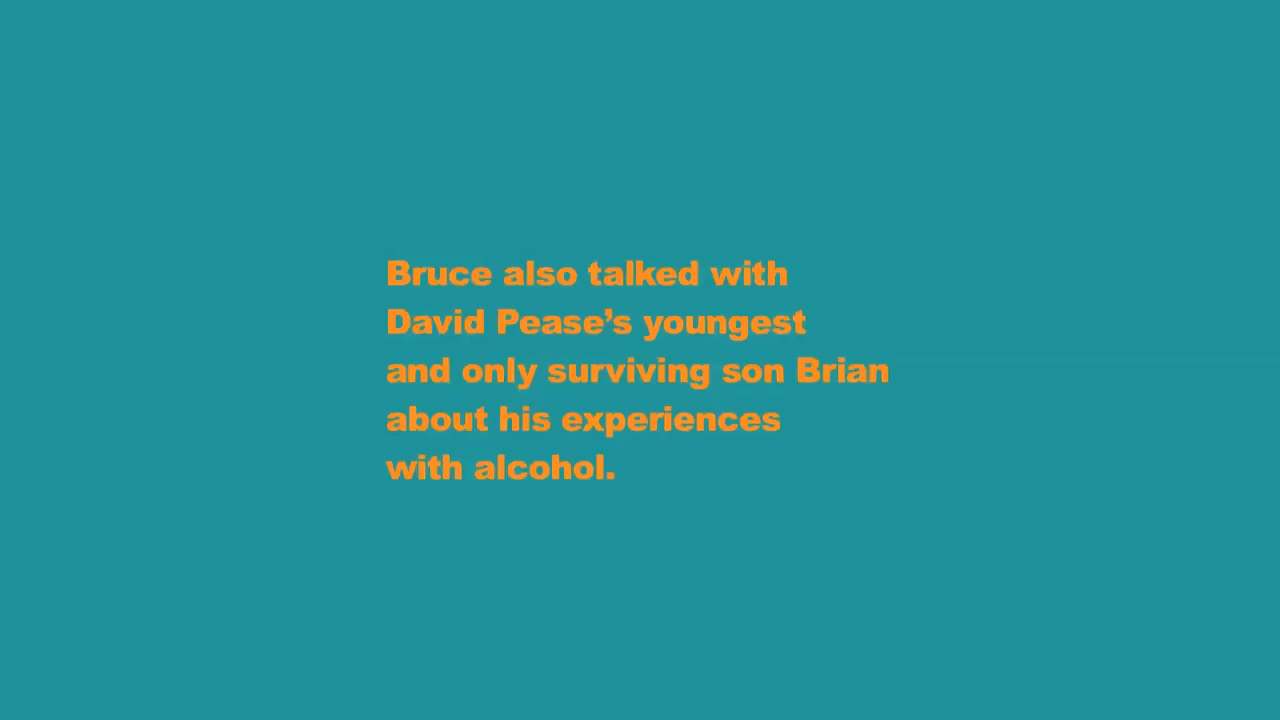 Bruce also talked with
David Pease’s youngest
and only surviving son Brian
about his experiences
with alcohol.